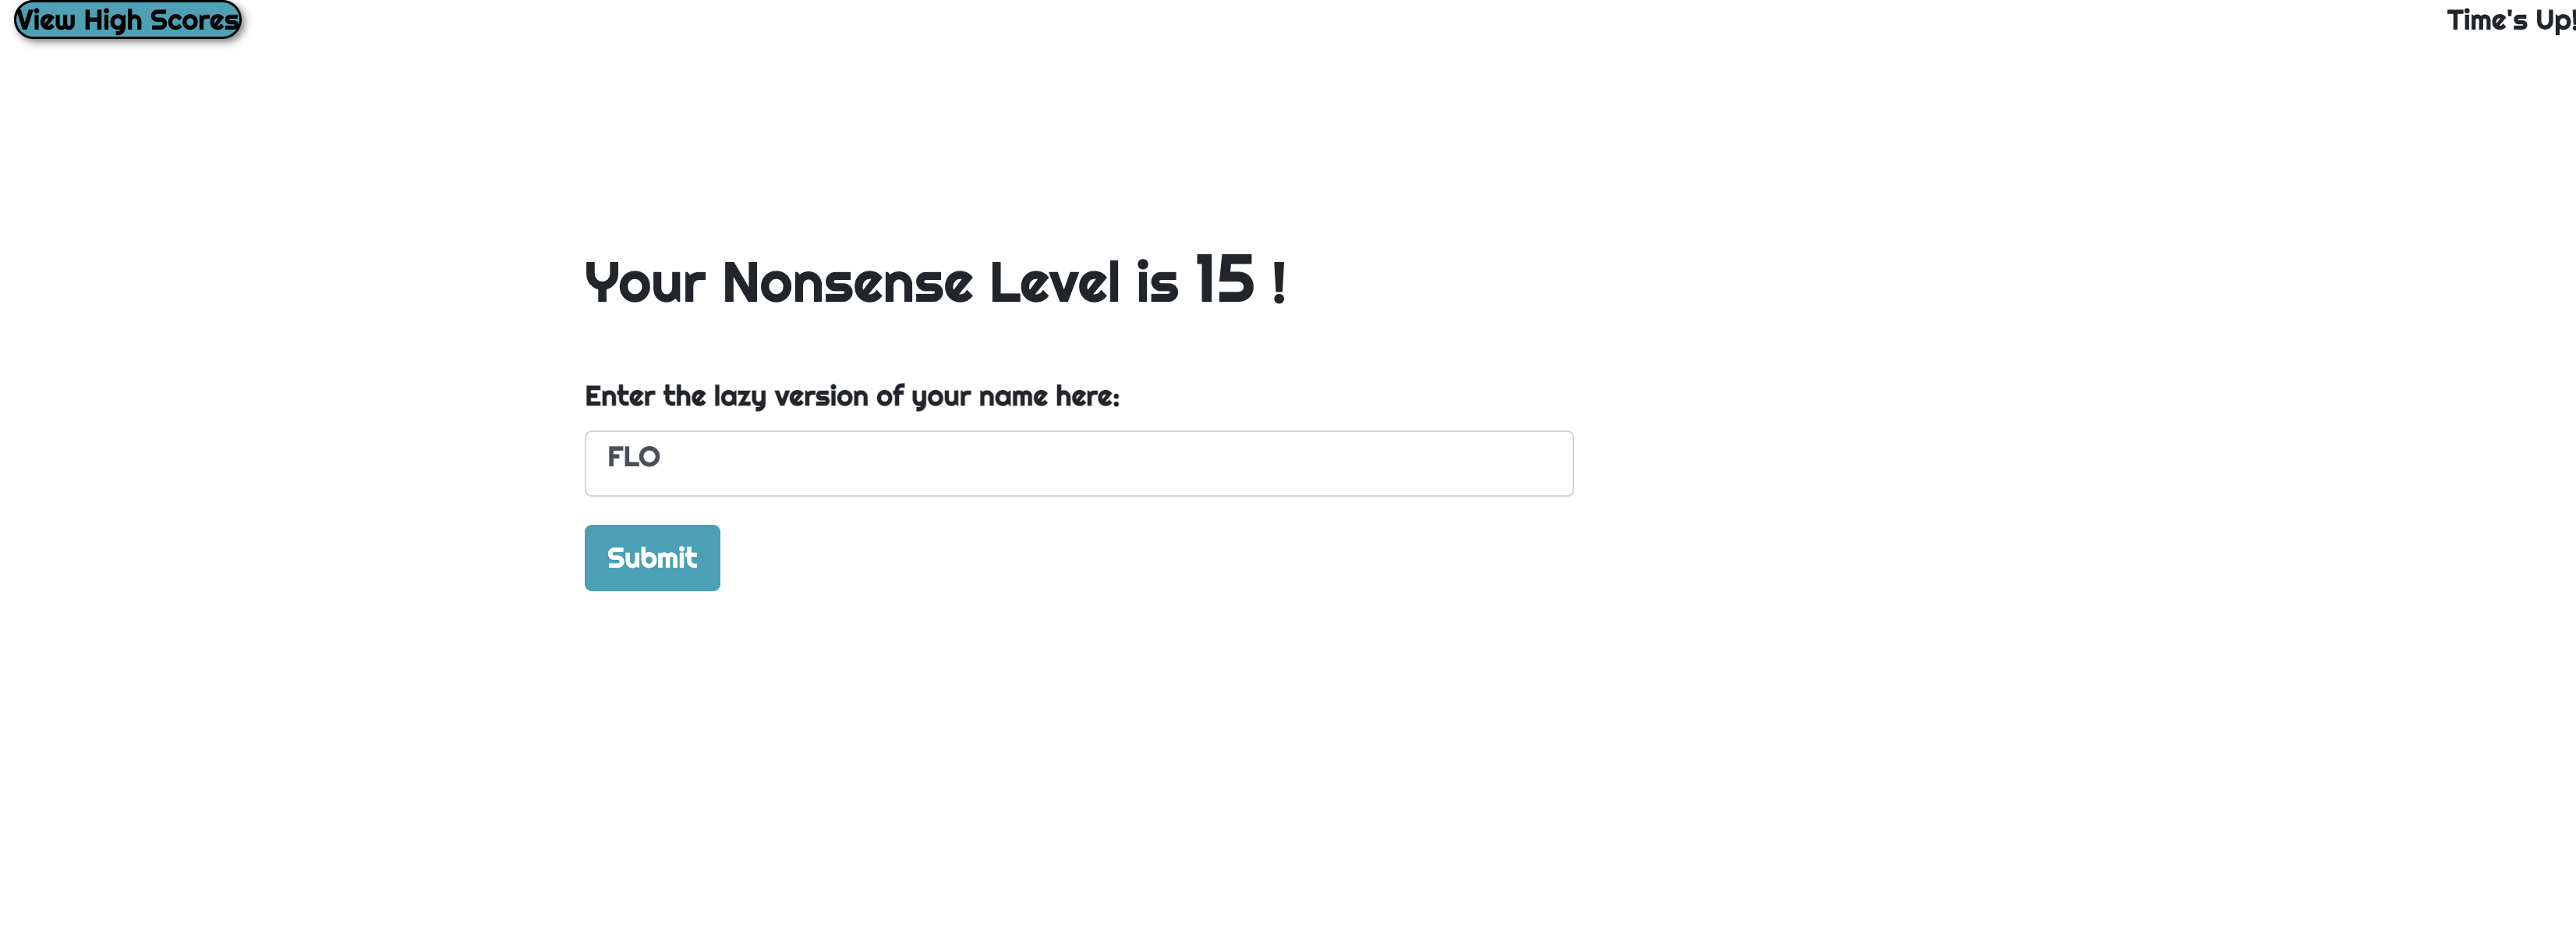 View High Scores
Time's Up!
Your Nonsense Level is 15 !
Enter the lazy version of your name here:
FLO
Submit